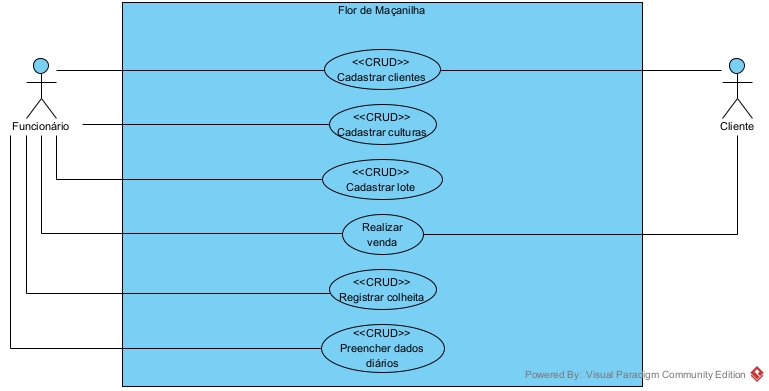 Flor de Maçanilha
<<CRUD>>
Cadastrar clientes
Funcionário
Cliente
<<CRUD>>
Cadastrar culturas
<<CRUD>>
Cadastrar lote
Realizar
venda
<<CRUD>>
Registrar colheita
<<CRUD>>
Preencher dados
diários
Powered By: Visual Paradigm Community Edition